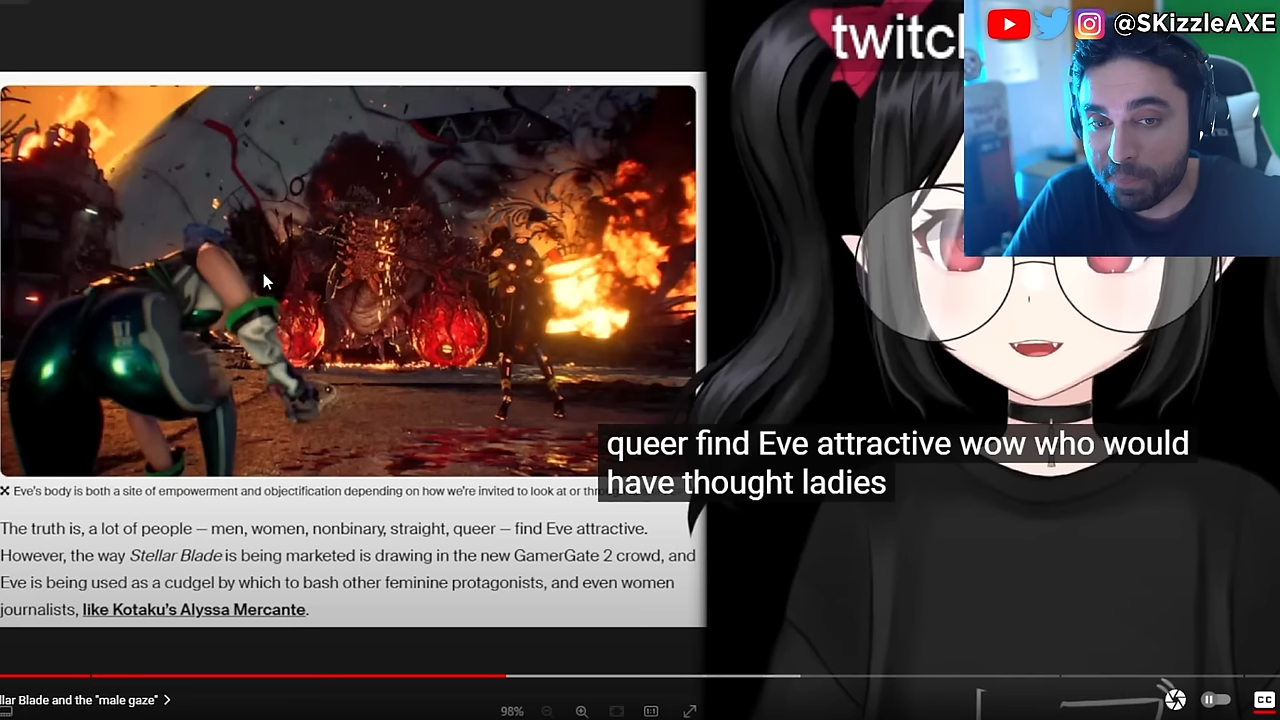 twitch
@SKizzleAXE
queer find Eve attractive wow who would
have thought ladies
Eve's body is both a site of empowerment and objectification depending on how we're invited to look at or
The truth is, a lot of people — men, women, nonbinary, straight, queer — find Eve attractive.
However, the way Stellar Blade is being marketed is drawing in the new GamerGate 2 crowd, and
Eve is being used as a cudgel by which to bash other feminine protagonists, and even women
journalists, like Kotaku's Alyssa Mercante.
llar Blade and the "male gaze" >
98%
1:1
CC